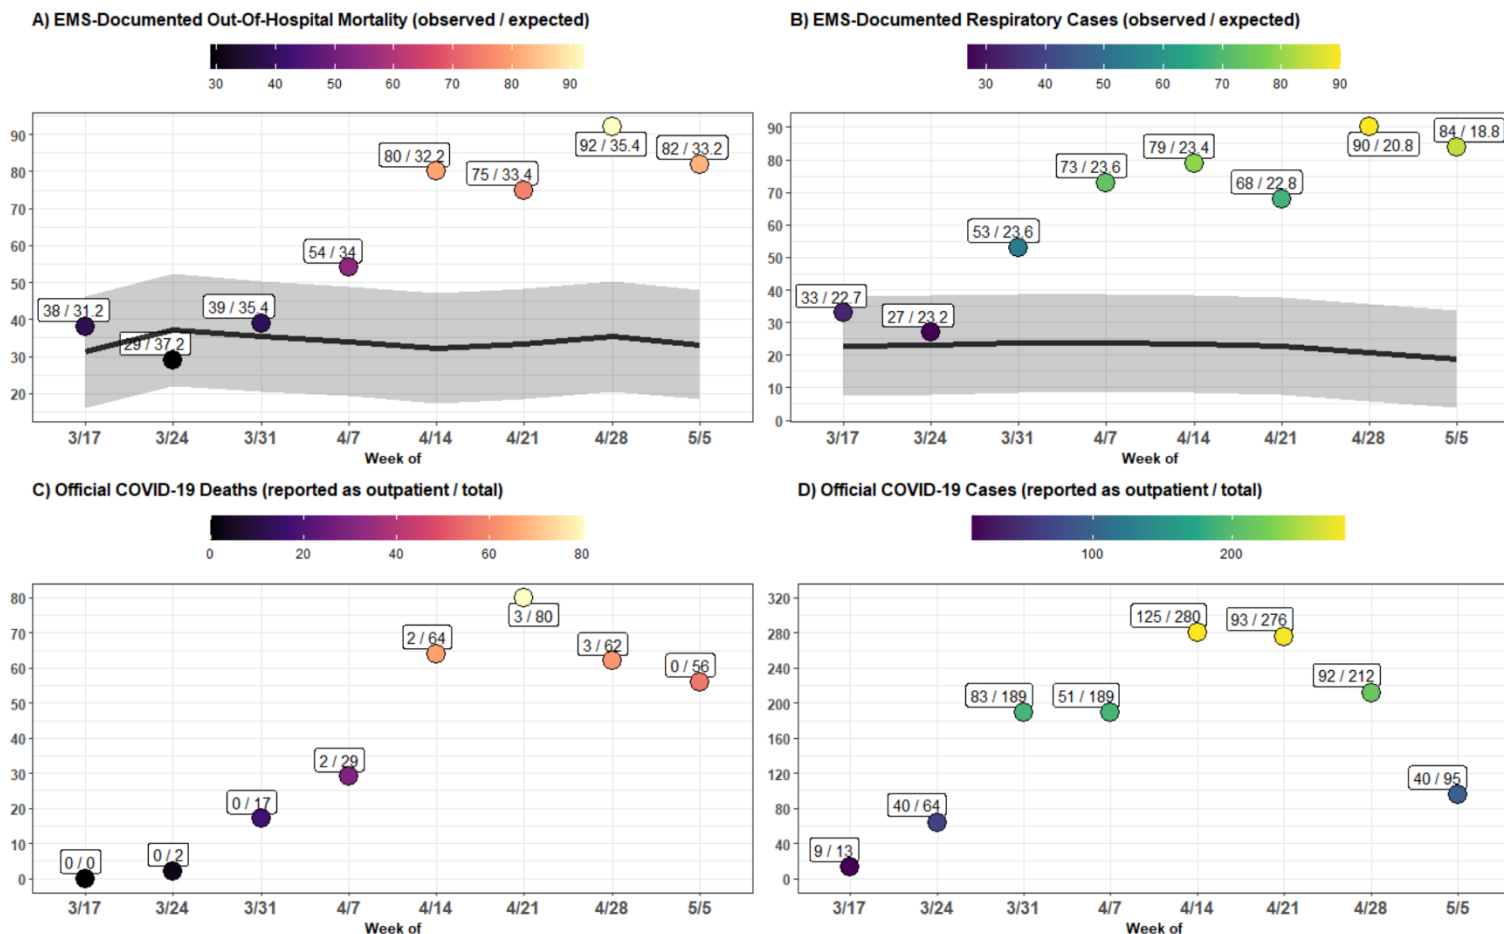 A) EMS-Documented Out-Of-Hospital Mortality (observed / expected)
30 40 50 60 70 80 90
90
80
70
60
50
40
30
20
38 / 31.2
29 / 37.2
39 / 35.4
54 / 34
80 / 32.2
75 / 33.4
92 / 35.4
82 / 33.2
3/17 3/24 3/31 4/7 4/14 4/21 4/28 5/5
Week of
B) EMS-Documented Respiratory Cases (observed / expected)
30 40 50 60 70 80 90
90
80
70
60
50
40
30
20
10
0
33 / 22.7
27 / 23.2
53 / 23.6
73 / 23.6
79 / 23.4
68 / 22.8
90 / 20.8
84 / 18.8
3/17 3/24 3/31 4/7 4/14 4/21 4/28 5/5
Week of
C) Official COVID-19 Deaths (reported as outpatient / total)
0 20 40 60 80
80
70
60
50
40
30
20
10
0
0 / 0
0 / 2
0 / 17
2 / 29
2 / 64
3 / 80
3 / 62
0 / 56
3/17 3/24 3/31 4/7 4/14 4/21 4/28 5/5
Week of
D) Official COVID-19 Cases (reported as outpatient / total)
100 200
320
280
240
200
160
120
80
40
0
9 / 13
40 / 64
83 / 189
51 / 189
125 / 280
93 / 276
92 / 212
40 / 95
3/17 3/24 3/31 4/7 4/14 4/21 4/28 5/5
Week of